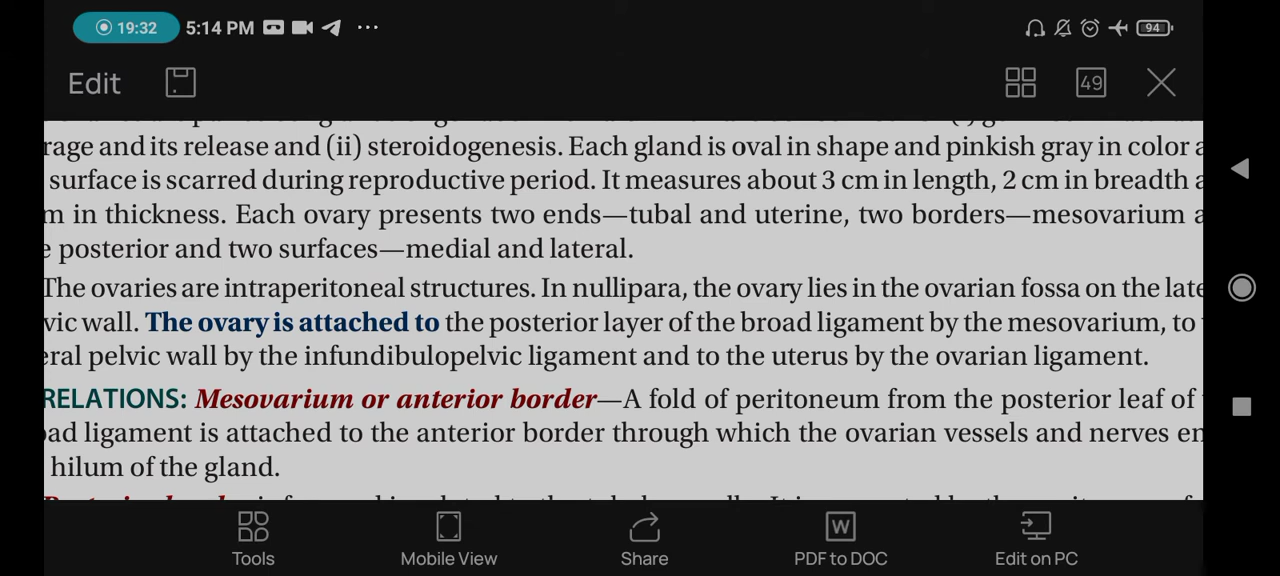 19:32 5:14 PM ... 94
Edit 49
rage and its release and (ii) steroidogenesis. Each gland is oval in shape and pinkish gray in color a
surface is scarred during reproductive period. It measures about 3 cm in length, 2 cm in breadth a
m in thickness. Each ovary presents two ends—tubal and uterine, two borders—mesovarium a
e posterior and two surfaces—medial and lateral.
The ovaries are intraperitoneal structures. In nullipara, the ovary lies in the ovarian fossa on the late
vic wall. The ovary is attached to the posterior layer of the broad ligament by the mesovarium, to
eral pelvic wall by the infundibulopelvic ligament and to the uterus by the ovarian ligament.
RELATIONS: Mesovarium or anterior border—A fold of peritoneum from the posterior leaf of
ad ligament is attached to the anterior border through which the ovarian vessels and nerves en
hilum of the gland.
Tools Mobile View Share PDF to DOC Edit on PC